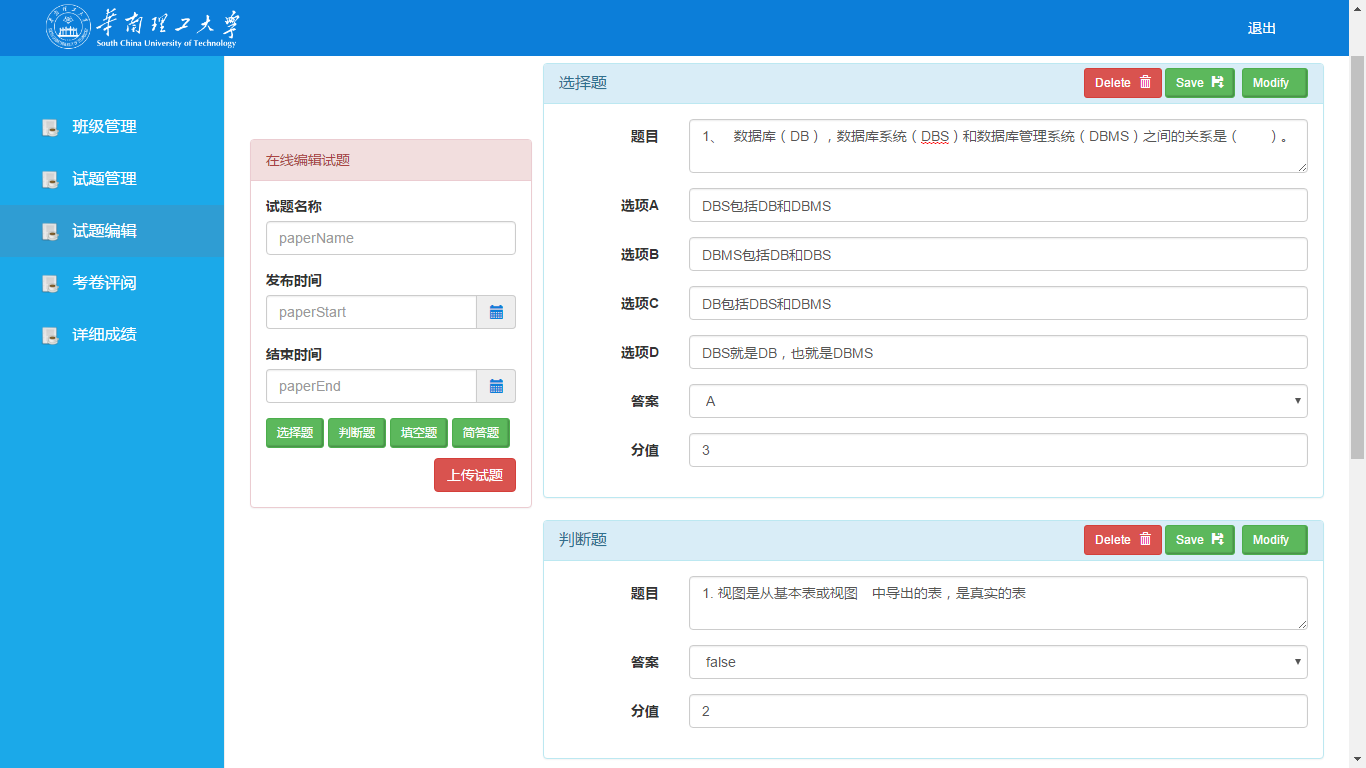 華南理工大学
South China University of Technology
退出
班级管理
试题管理
试题编辑
考卷评阅
详细成绩
在线编辑试题
试题名称
paperName
发布时间
paperStart
结束时间
paperEnd
选择题 判断题 填空题 简答题
上传试题
选择题 Delete Save Modify
题目 1、 数据库（DB），数据库系统（DBS）和数据库管理系统（DBMS）之间的关系是（ ）。
选项A DBS包括DB和DBMS
选项B DBMS包括DB和DBS
选项C DB包括DBS和DBMS
选项D DBS就是DB，也就是DBMS
答案 A
分值 3
判断题 Delete Save Modify
题目 1. 视图是从基本表或视图 中导出的表，是真实的表
答案 false
分值 2